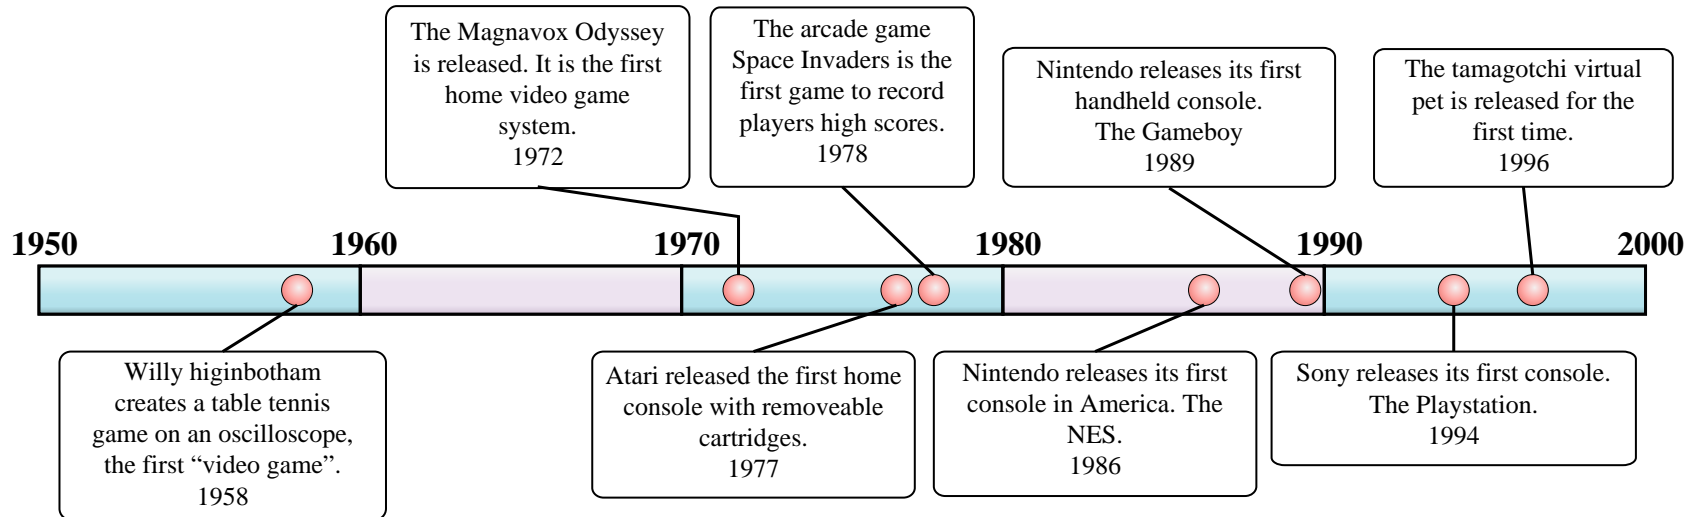 The Magnavox Odyssey
is released. It is the first
home video game
system.
1972
The arcade game
Space Invaders is the
first game to record
players high scores.
1978
Nintendo releases its first
handheld console.
The Gameboy
1989
The tamagotchi virtual
pet is released for the
first time.
1996
1950
1960
1970
1980
1990
2000
Willy higinbotham
creates a table tennis
game on an oscilloscope,
the first “video game”.
1958
Atari released the first home
console with removeable
cartridges.
1977
Nintendo releases its first
console in America. The
NES.
1986
Sony releases its first console.
The Playstation.
1994